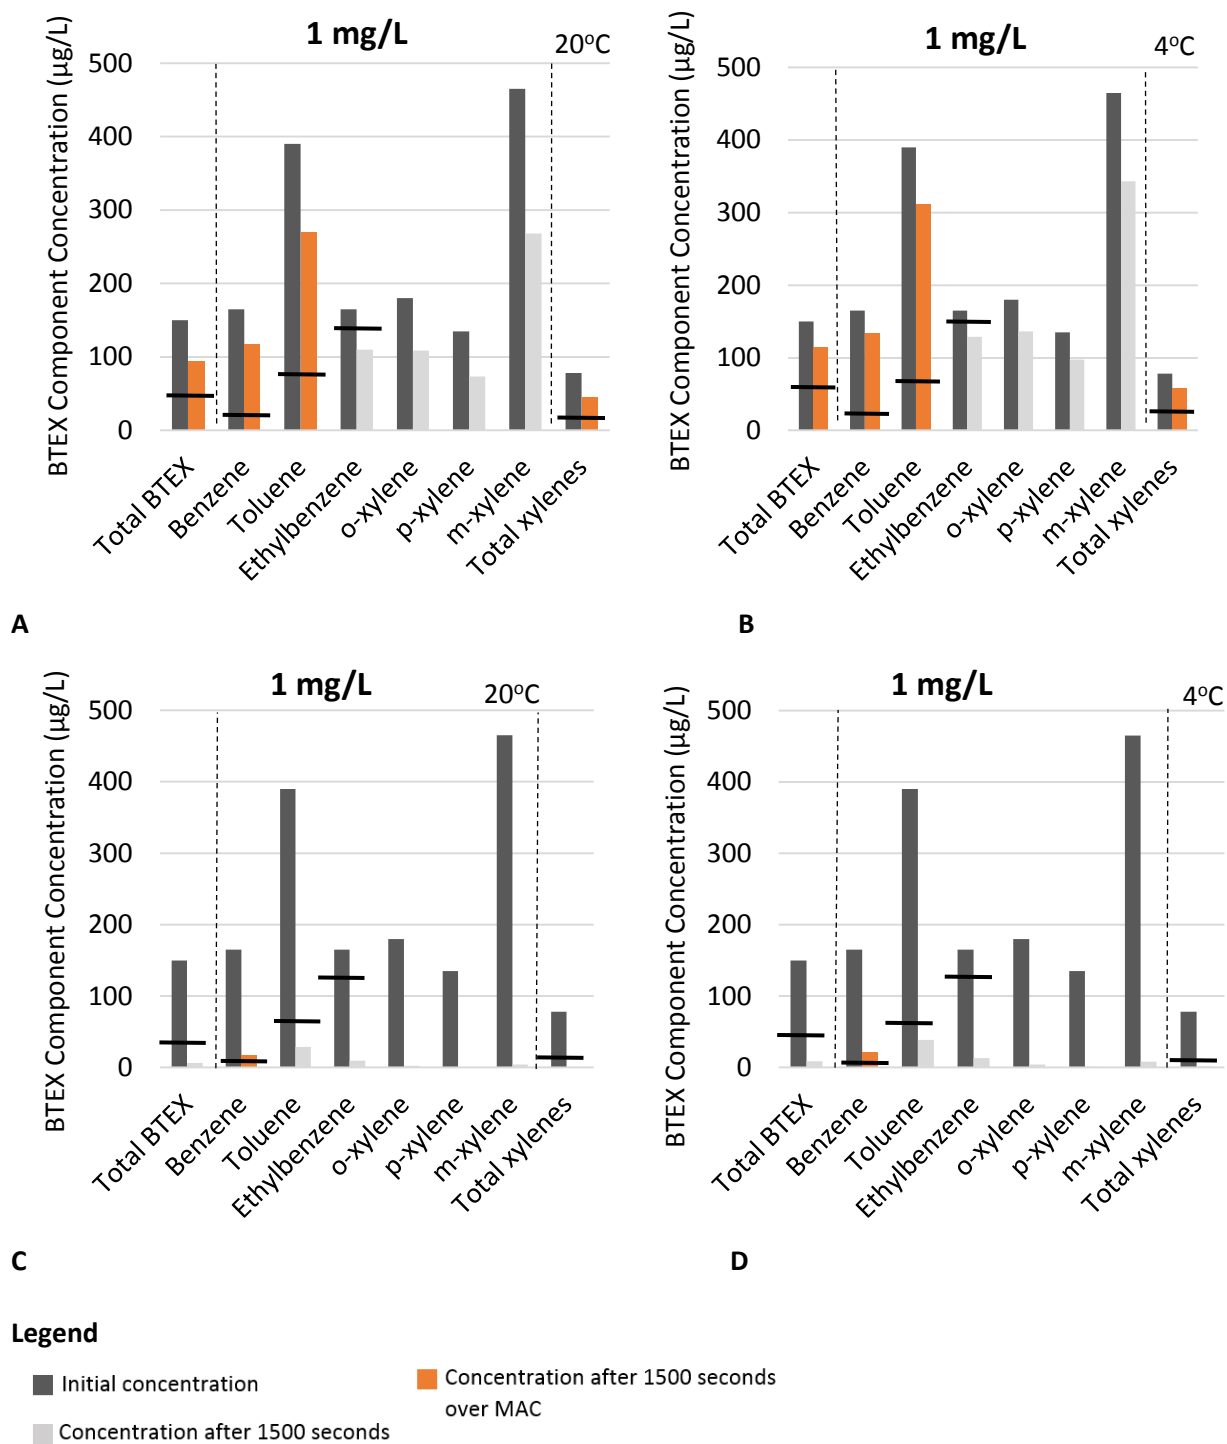 1 mg/L
20°C
BTEX Component Concentration (µg/L)
500
400
300
200
100
0
Total BTEX
Benzene
Toluene
Ethylbenzene
o-xylene
p-xylene
m-xylene
Total xylenes
A
1 mg/L
4°C
BTEX Component Concentration (µg/L)
500
400
300
200
100
0
Total BTEX
Benzene
Toluene
Ethylbenzene
o-xylene
p-xylene
m-xylene
Total xylenes
B
1 mg/L
20°C
BTEX Component Concentration (µg/L)
500
400
300
200
100
0
Total BTEX
Benzene
Toluene
Ethylbenzene
o-xylene
p-xylene
m-xylene
Total xylenes
C
1 mg/L
4°C
BTEX Component Concentration (µg/L)
500
400
300
200
100
0
Total BTEX
Benzene
Toluene
Ethylbenzene
o-xylene
p-xylene
m-xylene
Total xylenes
D
Legend
Initial concentration
Concentration after 1500 seconds
Concentration after 1500 seconds
over MAC